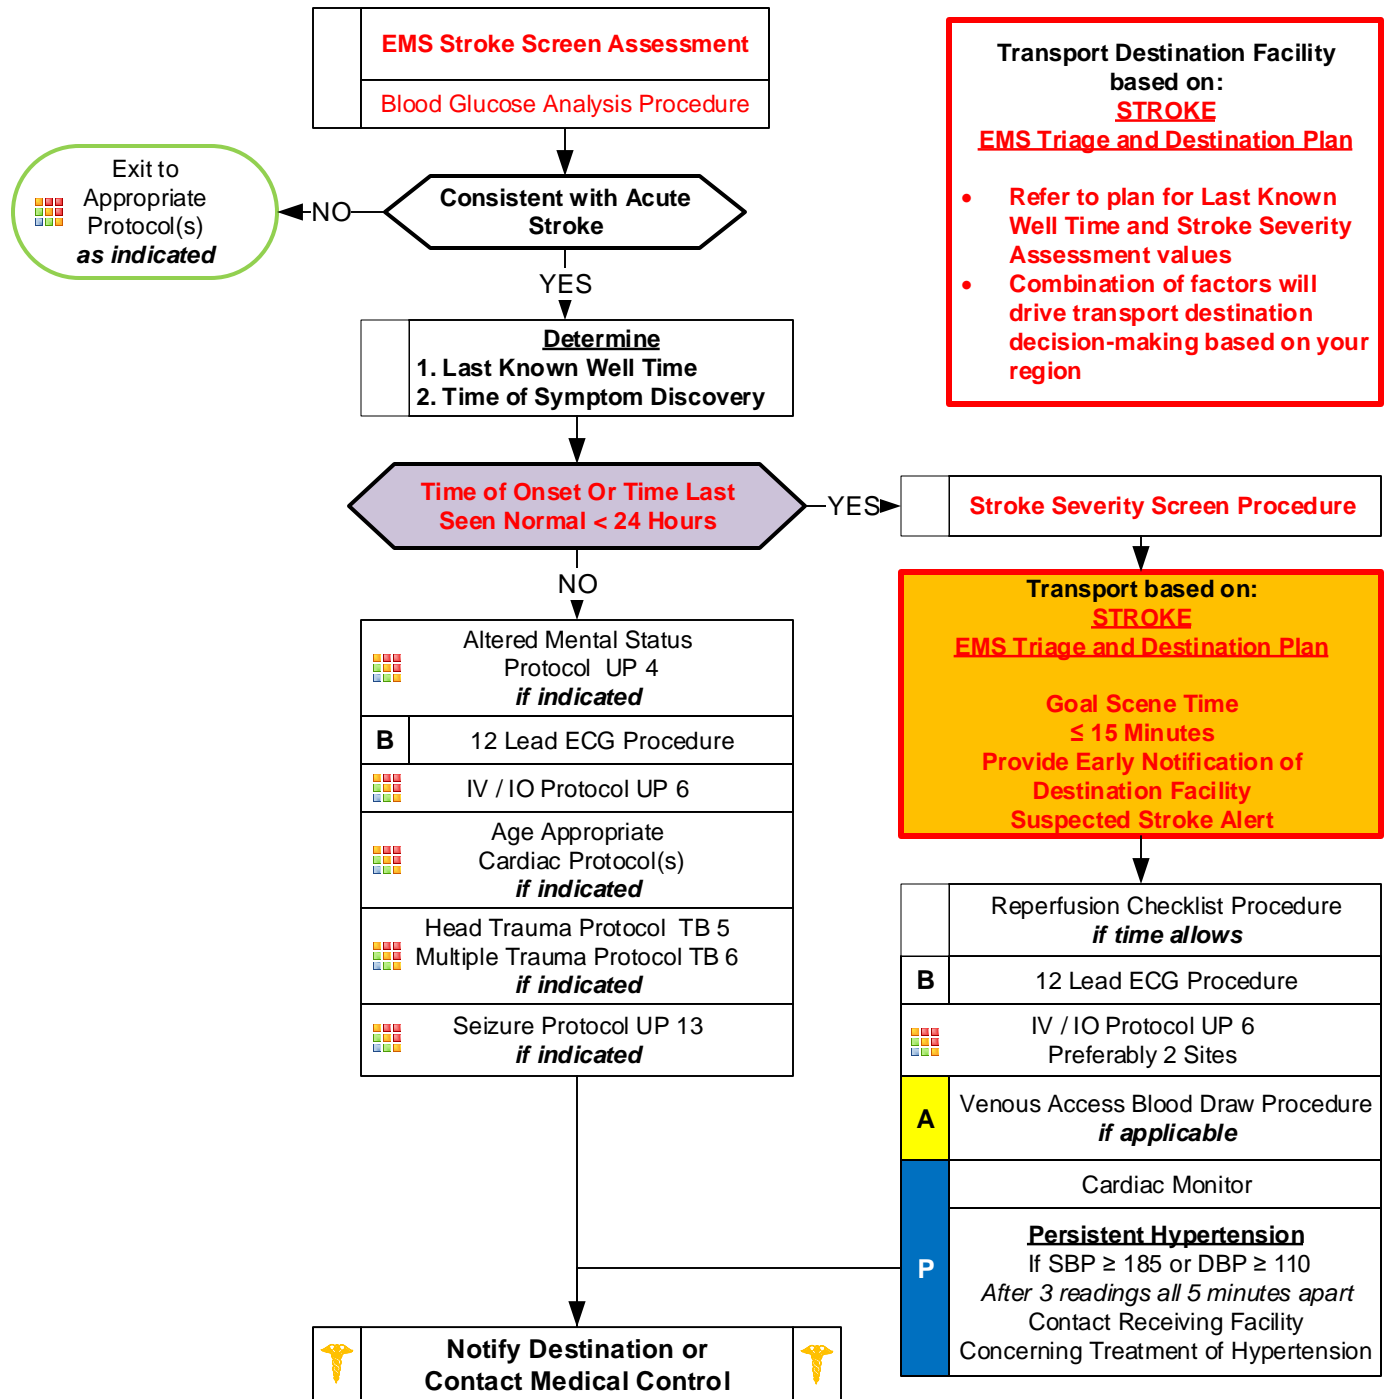 EMS Stroke Screen Assessment
Blood Glucose Analysis Procedure
Transport Destination Facility
based on:
STROKE
EMS Triage and Destination Plan
• Refer to plan for Last Known
Well Time and Stroke Severity
Assessment values
• Combination of factors will
drive transport destination
decision-making based on your
region
Exit to
Appropriate
Protocol(s)
as indicated
NO
Consistent with Acute
Stroke
YES
Determine
1. Last Known Well Time
2. Time of Symptom Discovery
Time of Onset Or Time Last
Seen Normal < 24 Hours
YES
Stroke Severity Screen Procedure
NO
Transport based on:
STROKE
EMS Triage and Destination Plan
Goal Scene Time
≤ 15 Minutes
Provide Early Notification of
Destination Facility
Suspected Stroke Alert
Altered Mental Status
Protocol UP 4
if indicated
B
12 Lead ECG Procedure
IV / IO Protocol UP 6
Age Appropriate
Cardiac Protocol(s)
if indicated
Head Trauma Protocol TB 5
Multiple Trauma Protocol TB 6
if indicated
Seizure Protocol UP 13
if indicated
Reperfusion Checklist Procedure
if time allows
B
12 Lead ECG Procedure
IV / IO Protocol UP 6
Preferably 2 Sites
A
Venous Access Blood Draw Procedure
if applicable
P
Cardiac Monitor
Persistent Hypertension
If SBP ≥ 185 or DBP ≥ 110
After 3 readings all 5 minutes apart
Contact Receiving Facility
Concerning Treatment of Hypertension
Notify Destination or
Contact Medical Control